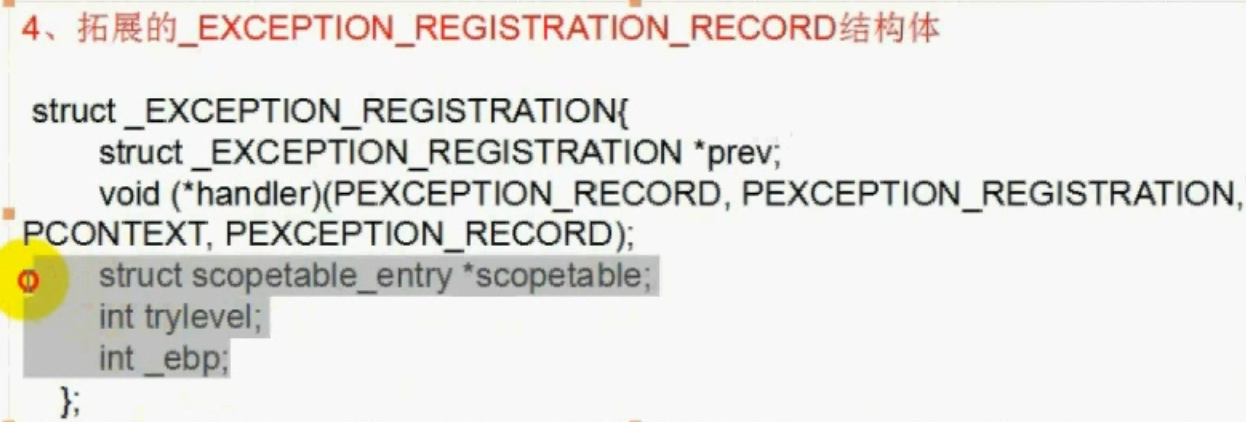 4、拓展的_EXCEPTION_REGISTRATION_RECORD结构体
struct _EXCEPTION_REGISTRATION{
struct _EXCEPTION_REGISTRATION *prev;
void (*handler)(PEXCEPTION_RECORD, PEXCEPTION_REGISTRATION,
PCONTEXT, PEXCEPTION_RECORD);
struct scopetable_entry *scopetable;
int trylevel;
int _ebp;
};